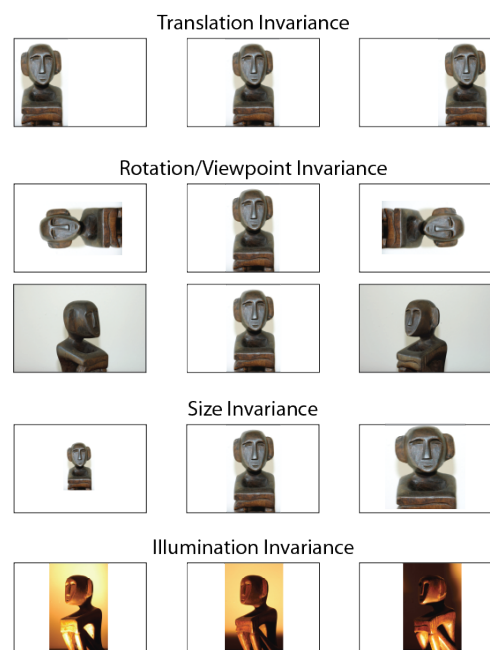 Translation Invariance
Rotation/Viewpoint Invariance
Size Invariance
Illumination Invariance